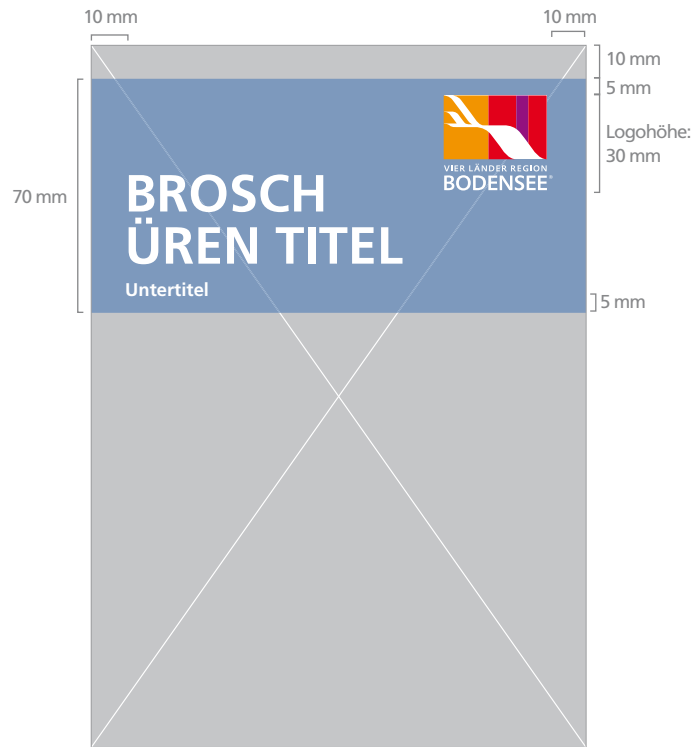 10 mm
10 mm
10 mm
5 mm
Logohöhe:
30 mm
VIER LÄNDER REGION
BODENSEE®
70 mm
BROSCH
ÜREN TITEL
Untertitel
5 mm